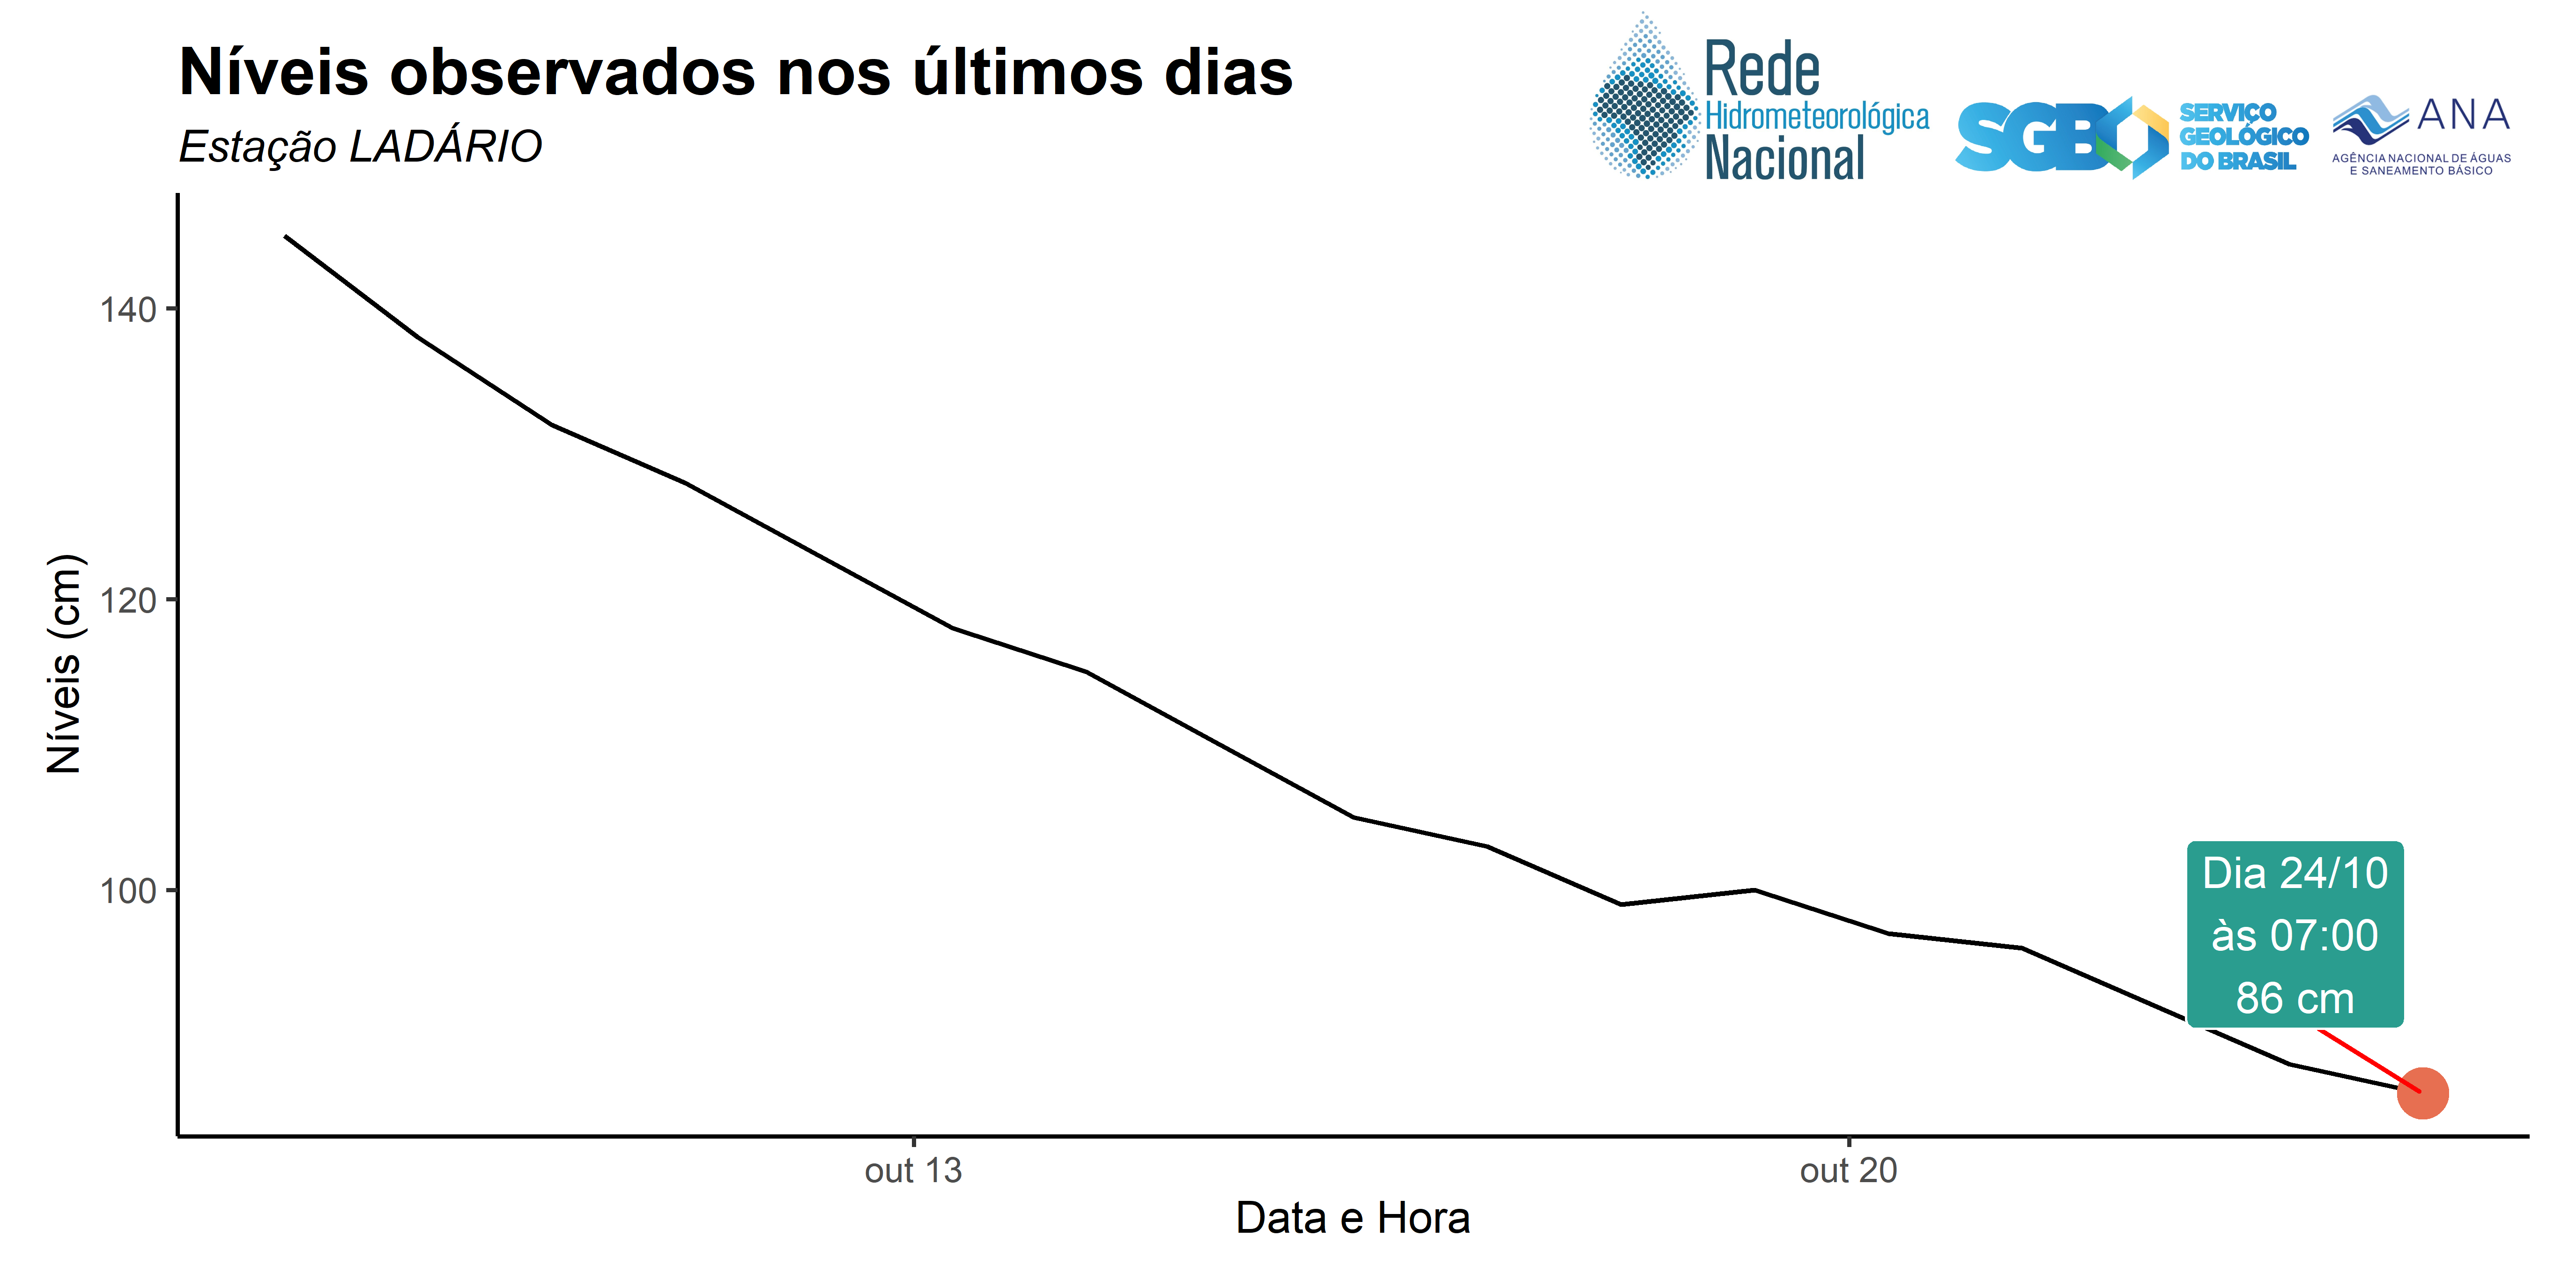 Níveis observados nos últimos dias
Estação LADÁRIO
Rede
Hidrometeorológica
Nacional
SGB
SERVIÇO
GEOLÓGICO
DO BRASIL
ANA
AGÊNCIA NACIONAL DE ÁGUAS
E SANEAMENTO BÁSICO
140
120
100
Níveis (cm)
Dia 24/10
às 07:00
86 cm
out 13
out 20
Data e Hora